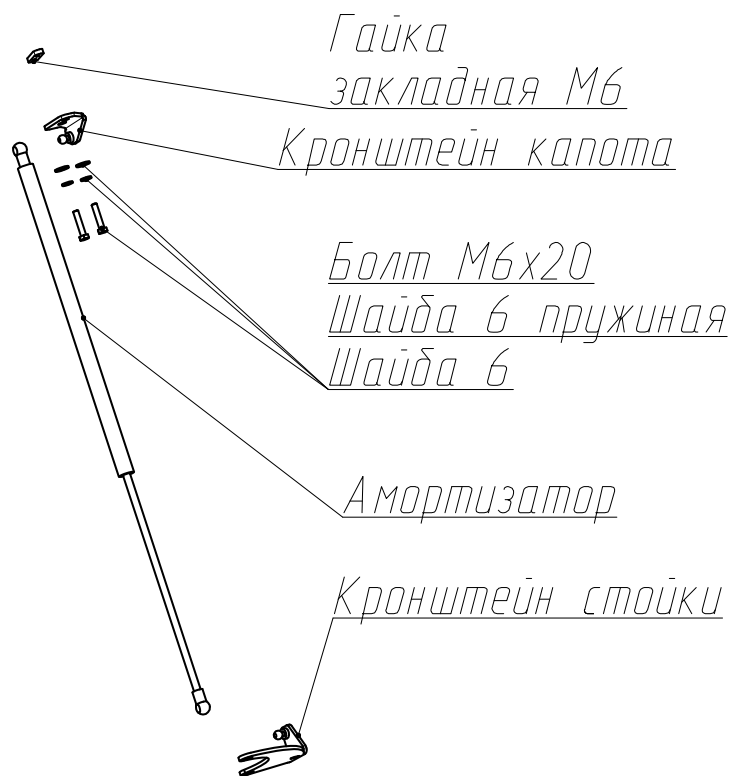 Гайка
закладная М6
Кронштейн капота
Болт М6х20
Шайба 6 пружиная
Шайба 6
Амортизатор
Кронштейн стойки